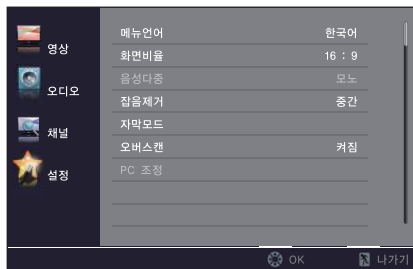 영상
오디오
채널
설정
메뉴언어 한국어
화면비율 16 : 9
음성다중 모노
잡음제거 중간
자막모드
오버스캔 켜짐
PC 조정
OK 나가기